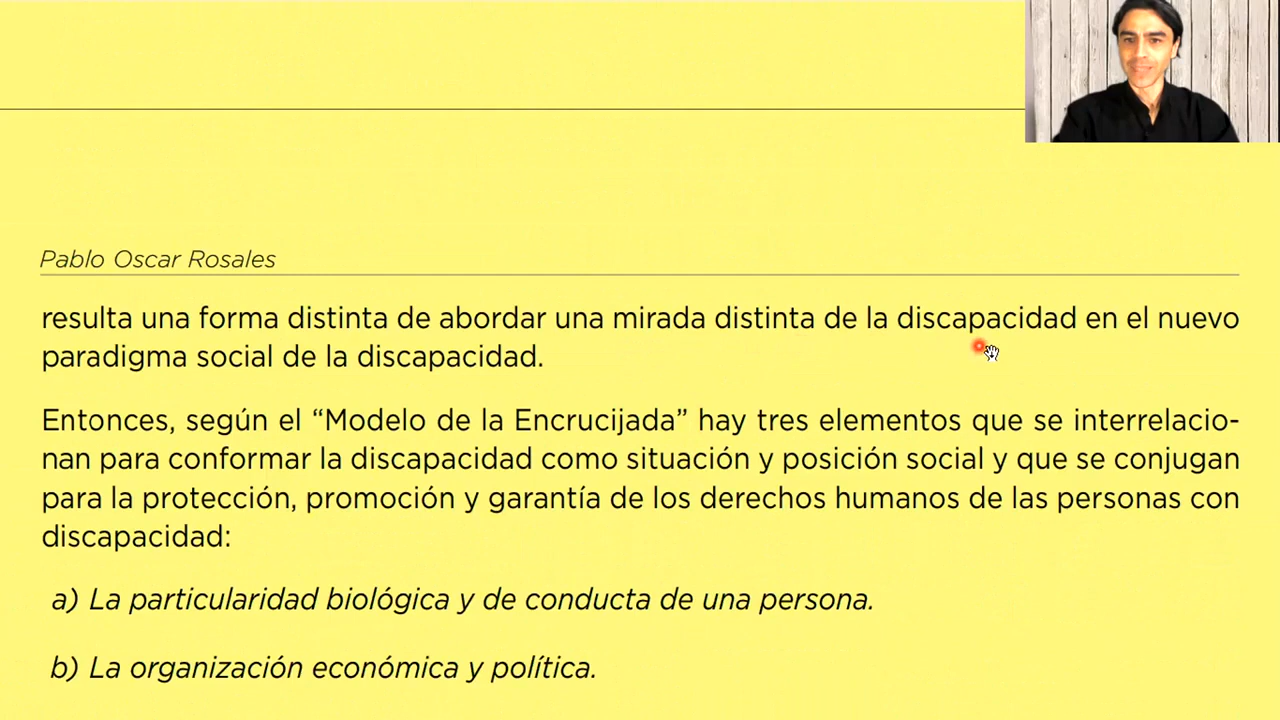 Pablo Oscar Rosales
resulta una forma distinta de abordar una mirada distinta de la discapacidad en el nuevo
paradigma social de la discapacidad.
Entonces, según el “Modelo de la Encrucijada” hay tres elementos que se interrelacio-
nan para conformar la discapacidad como situación y posición social y que se conjugan
para la protección, promoción y garantía de los derechos humanos de las personas con
discapacidad:
a) La particularidad biológica y de conducta de una persona.
b) La organización económica y política.